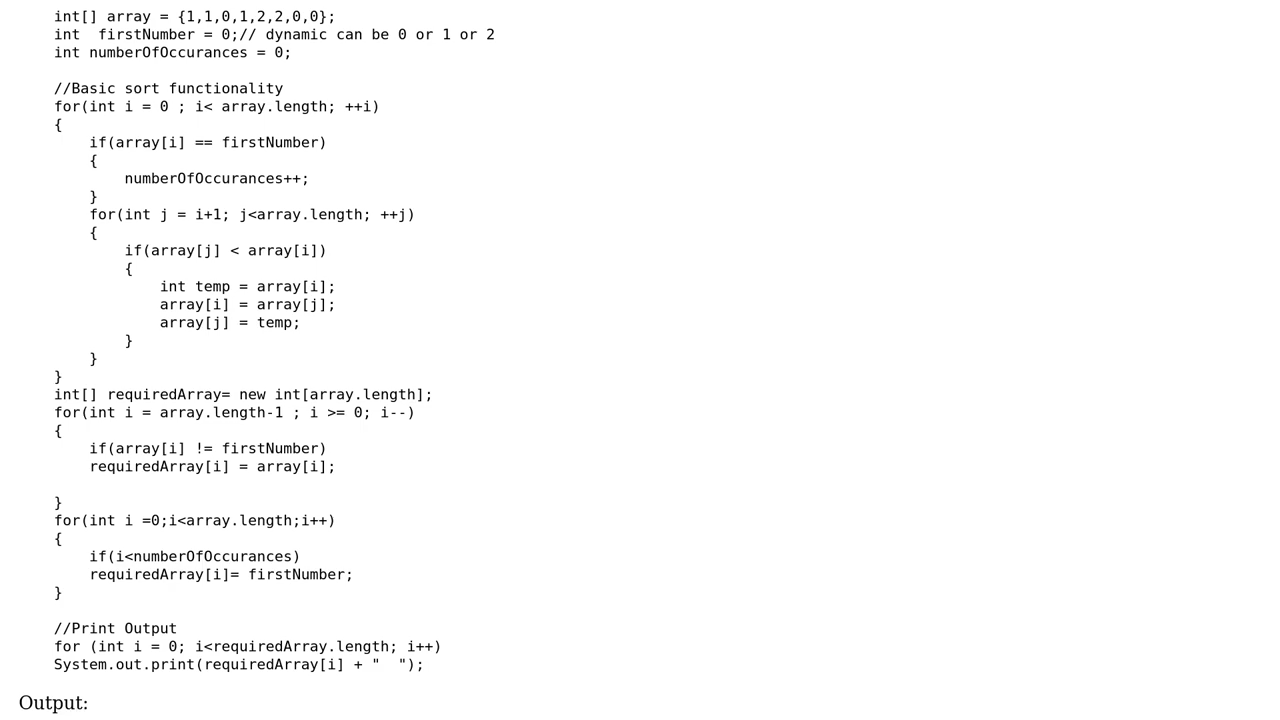 int[] array = {1,1,0,1,2,2,0,0};
int  firstNumber = 0;// dynamic can be 0 or 1 or 2
int numberOfOccurances = 0;

//Basic sort functionality
for(int i = 0 ; i< array.length; ++i)
{
    if(array[i] == firstNumber)
    {
        numberOfOccurances++;
    }
    for(int j = i+1; j<array.length; ++j)
    {
        if(array[j] < array[i])
        {
            int temp = array[i];
            array[i] = array[j];
            array[j] = temp;
        }
    }
}
int[] requiredArray= new int[array.length];
for(int i = array.length-1 ; i >= 0; i--)
{
    if(array[i] != firstNumber)
    requiredArray[i] = array[i];

}
for(int i =0;i<array.length;i++)
{
    if(i<numberOfOccurances)
    requiredArray[i]= firstNumber;
}

//Print Output
for (int i = 0; i<requiredArray.length; i++)
System.out.print(requiredArray[i] + "  ");
Output: